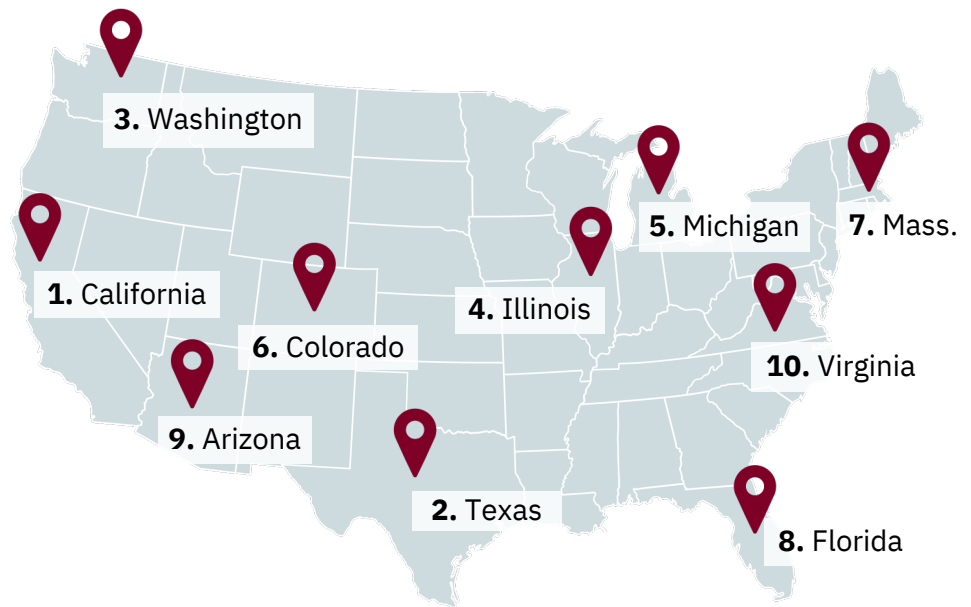 3. Washington
5. Michigan
7. Mass.
1. California
4. Illinois
6. Colorado
10. Virginia
9. Arizona
2. Texas
8. Florida